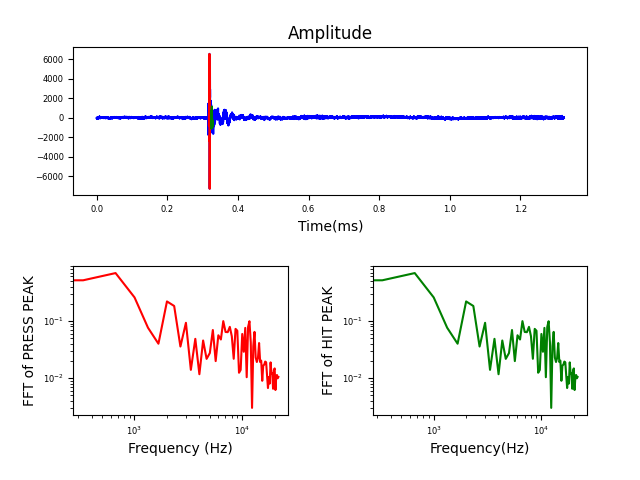 Amplitude
6000
4000
2000
0
−2000
−4000
−6000
0.0 0.2 0.4 0.6 0.8 1.0 1.2
Time(ms)
FFT of PRESS PEAK
10⁻¹
10⁻²
10³ 10⁴
Frequency (Hz)
FFT of HIT PEAK
10⁻¹
10⁻²
10³ 10⁴
Frequency(Hz)